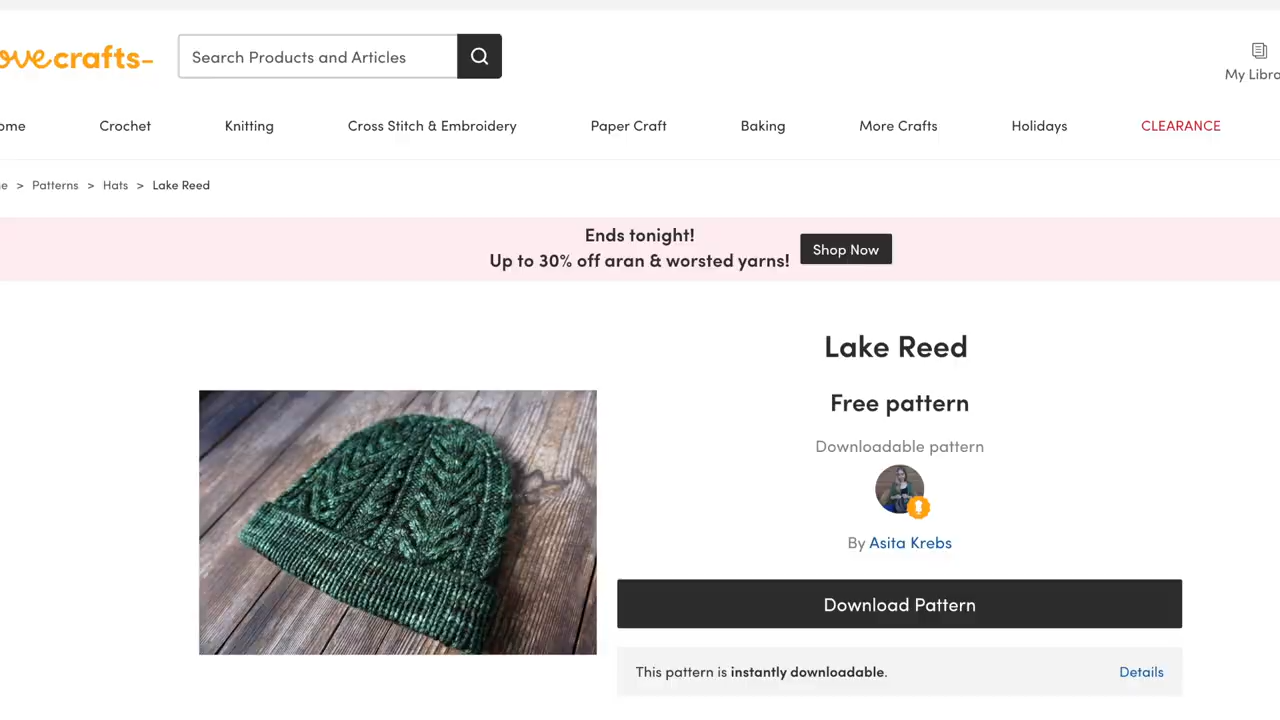 ovecrafts
Search Products and Articles
My Libra
ome
Crochet
Knitting
Cross Stitch & Embroidery
Paper Craft
Baking
More Crafts
Holidays
CLEARANCE
e > Patterns > Hats > Lake Reed
Ends tonight!
Up to 30% off aran & worsted yarns!
Shop Now
Lake Reed
Free pattern
Downloadable pattern
By Asita Krebs
Download Pattern
This pattern is instantly downloadable.
Details